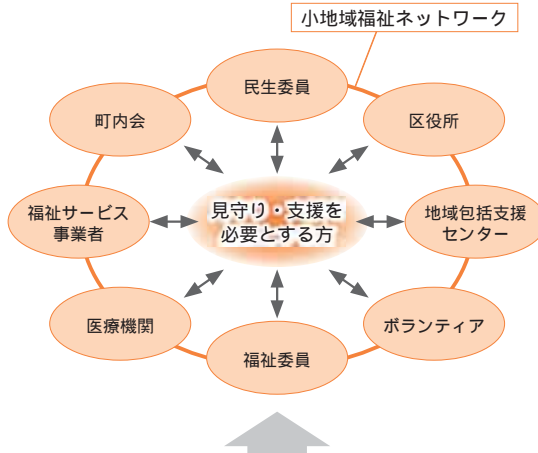 小地域福祉ネットワーク
民生委員
町内会
区役所
福祉サービス
事業者
見守り・支援を
必要とする方
地域包括支援
センター
医療機関
ボランティア
福祉委員